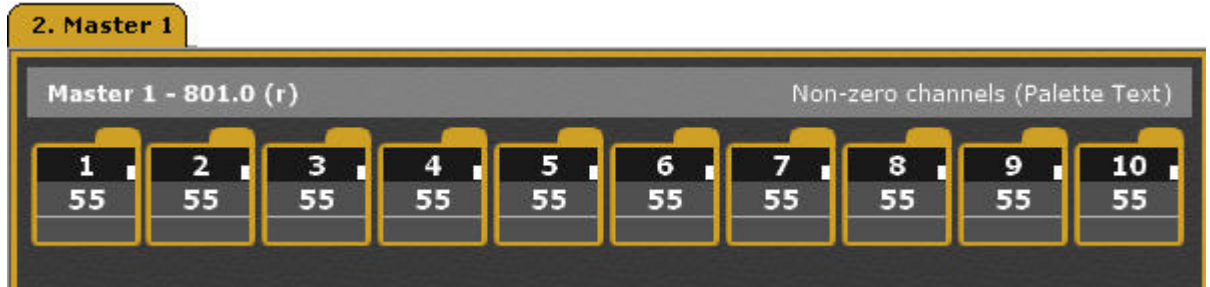 2. Master 1
Master 1 - 801.0 (r) Non-zero channels (Palette Text)
1 2 3 4 5 6 7 8 9 10
55 55 55 55 55 55 55 55 55 55